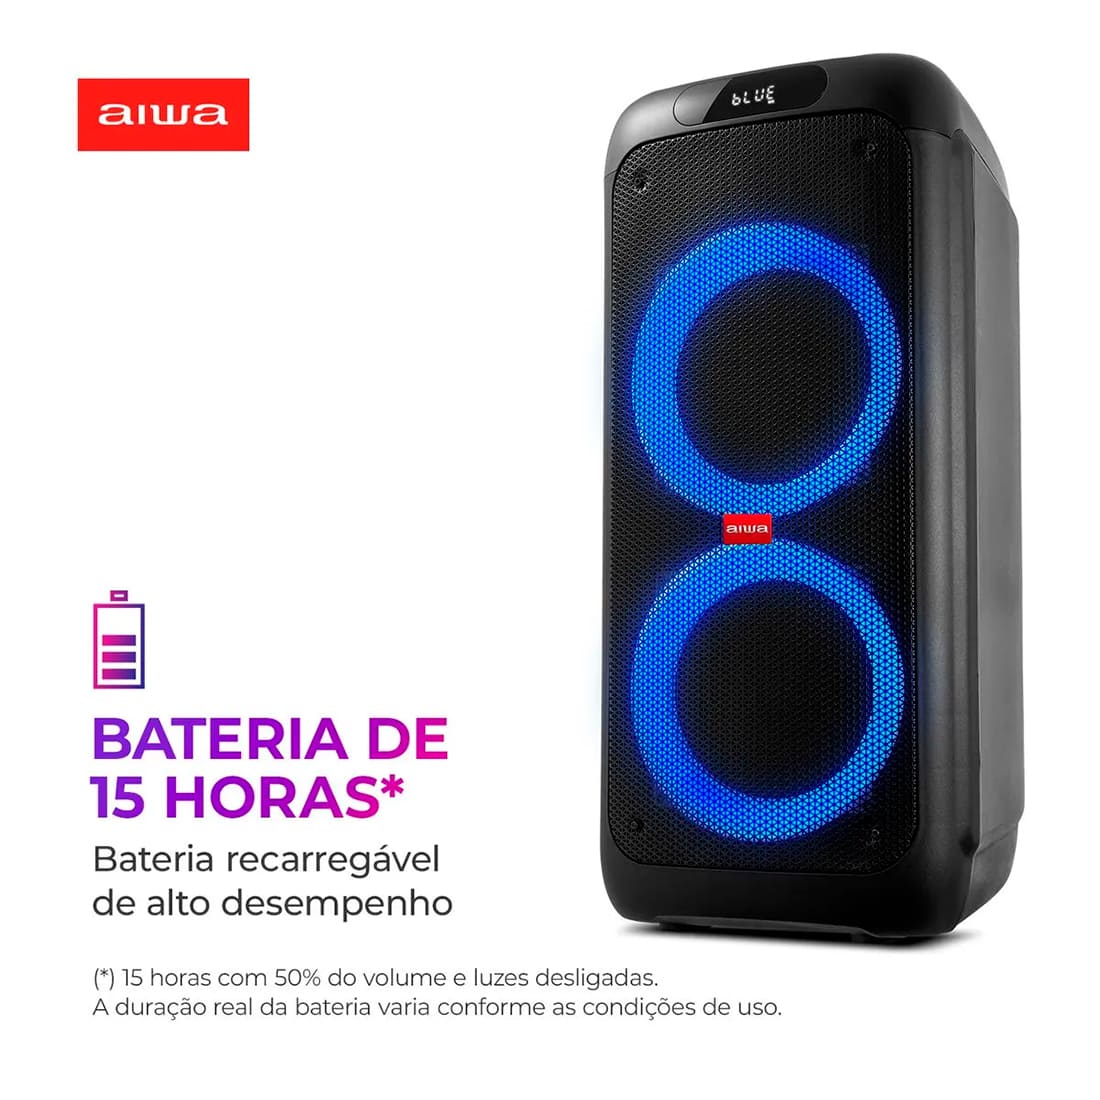 aiwa
bLUE
aiwa
BATERIA DE
15 HORAS*
Bateria recarregável
de alto desempenho
(*) 15 horas com 50% do volume e luzes desligadas.
A duração real da bateria varia conforme as condições de uso.